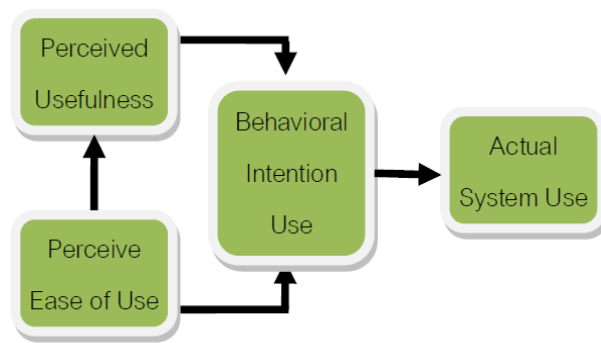 Perceived
Usefulness
Behavioral
Intention
Use
Actual
System Use
Perceive
Ease of Use